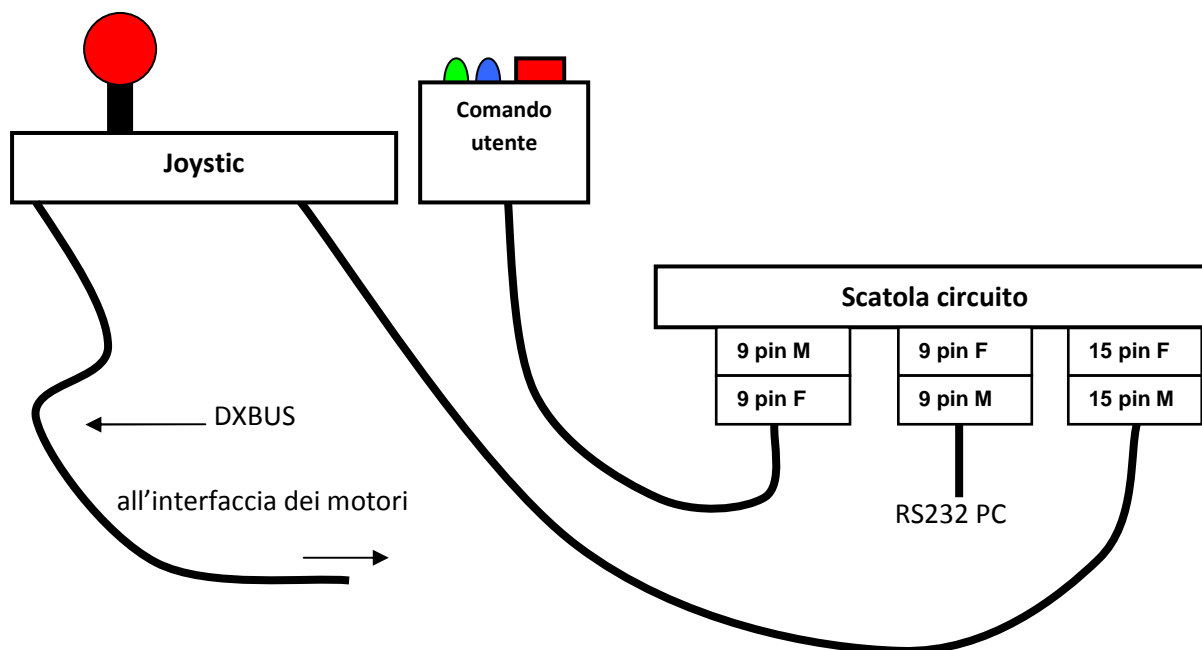 Joystic
Comando
utente
Scatola circuito
9 pin M
9 pin F
15 pin F
9 pin F
9 pin M
15 pin M
DXBUS
all’interfaccia dei motori
RS232 PC